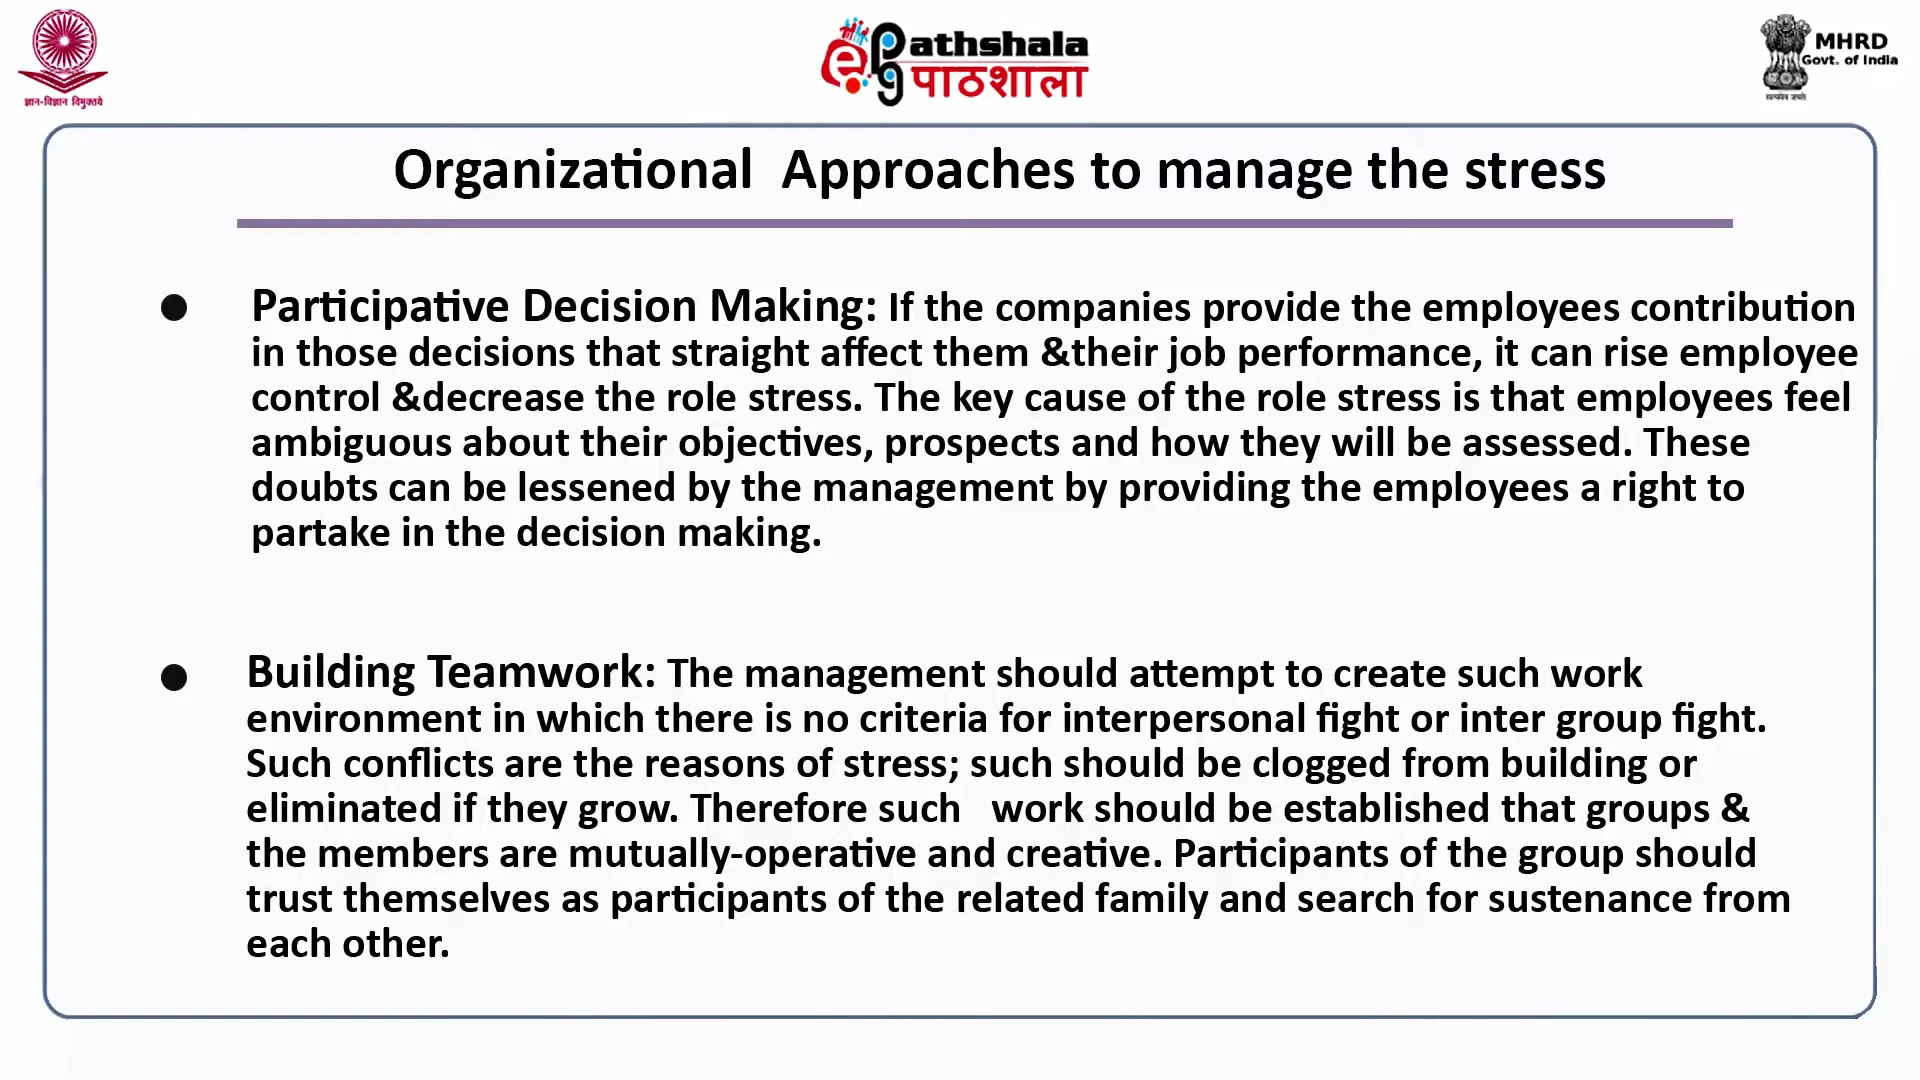 ज्ञान-विज्ञान विमुक्तये
e PG Pathshala
पाठशाला
MHRD
Govt. of India
सत्यमेव जयते
Organizational Approaches to manage the stress
● Participative Decision Making: If the companies provide the employees contribution
in those decisions that straight affect them &their job performance, it can rise employee
control &decrease the role stress. The key cause of the role stress is that employees feel
ambiguous about their objectives, prospects and how they will be assessed. These
doubts can be lessened by the management by providing the employees a right to
partake in the decision making.
● Building Teamwork: The management should attempt to create such work
environment in which there is no criteria for interpersonal fight or inter group fight.
Such conflicts are the reasons of stress; such should be clogged from building or
eliminated if they grow. Therefore such work should be established that groups &
the members are mutually-operative and creative. Participants of the group should
trust themselves as participants of the related family and search for sustenance from
each other.